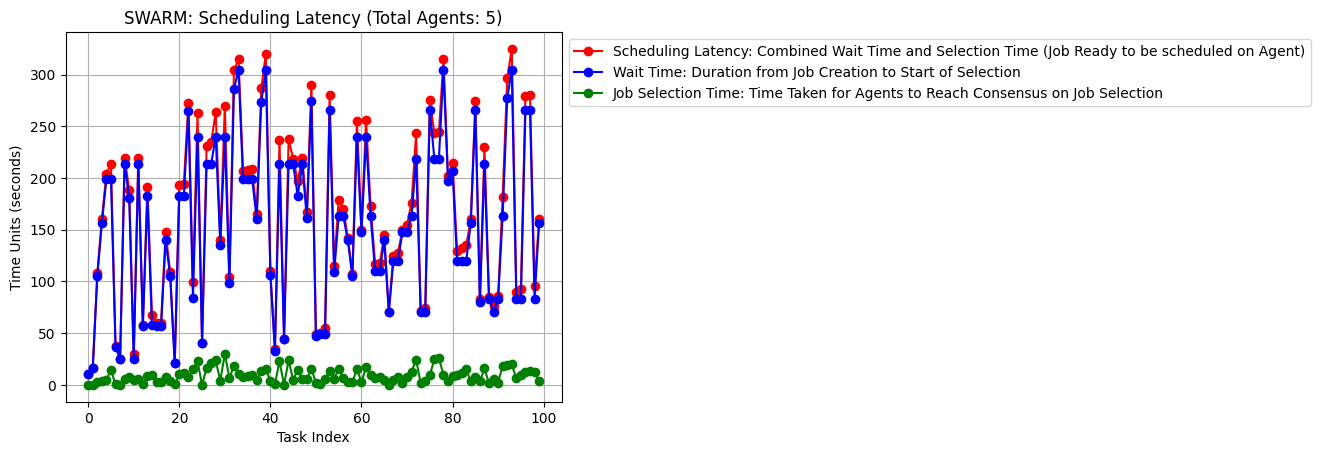 SWARM: Scheduling Latency (Total Agents: 5)
Scheduling Latency: Combined Wait Time and Selection Time (Job Ready to be scheduled on Agent)
Wait Time: Duration from Job Creation to Start of Selection
Job Selection Time: Time Taken for Agents to Reach Consensus on Job Selection
Time Units (seconds)
300
250
200
150
100
50
0
0 20 40 60 80 100
Task Index